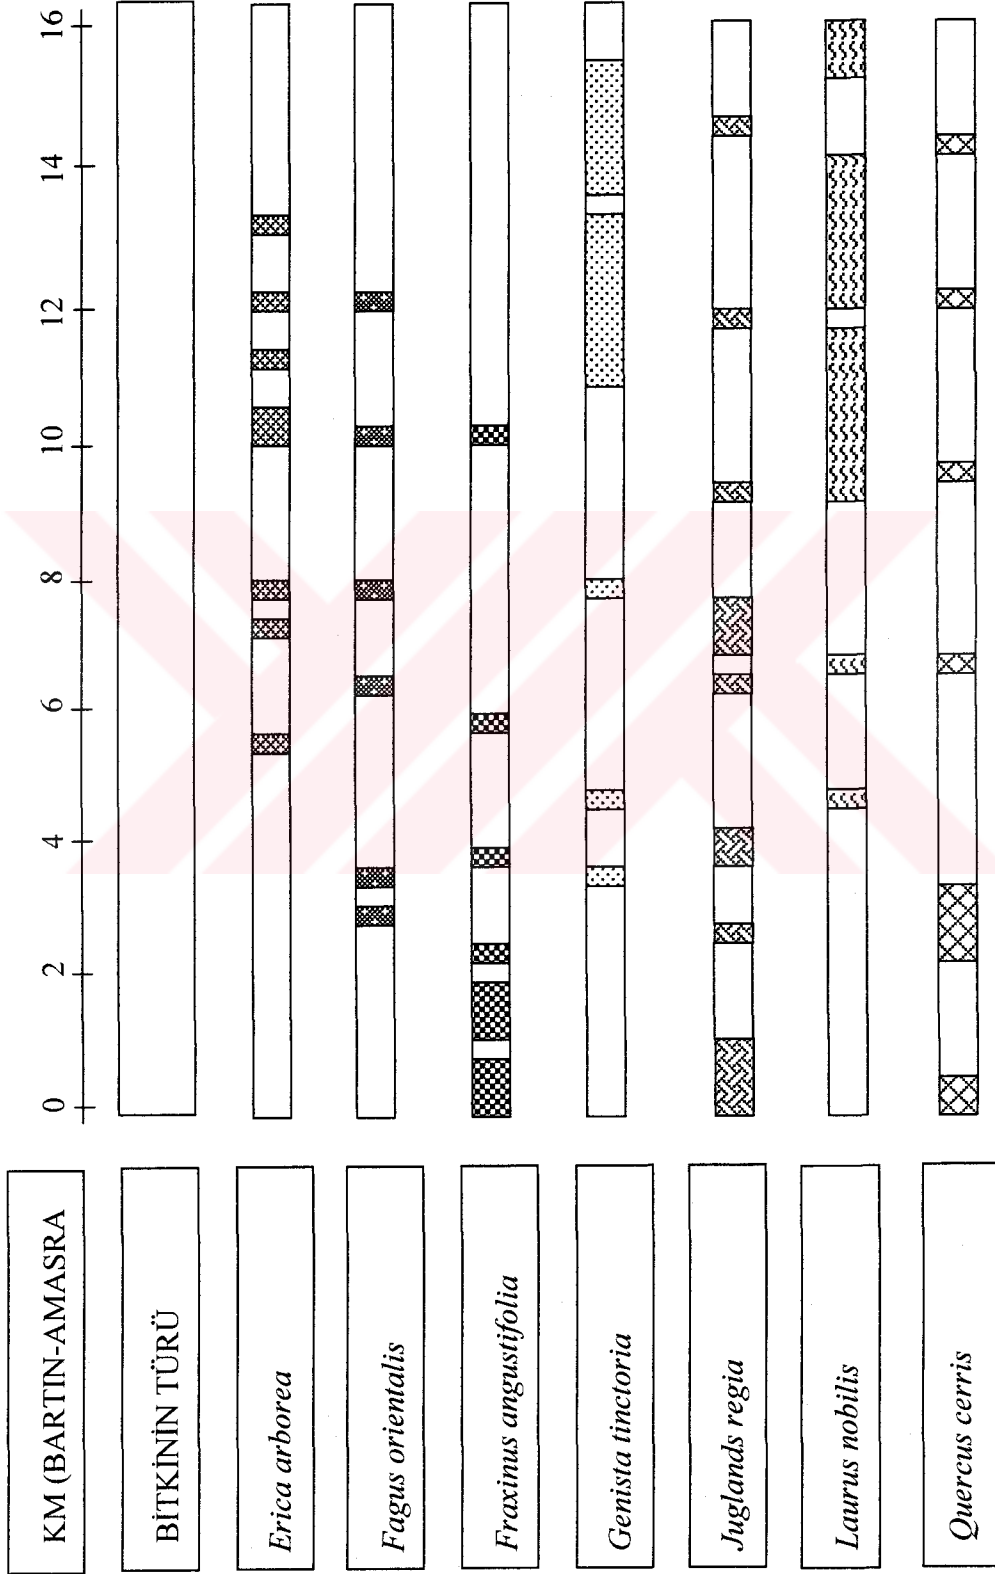 KM (BARTIN-AMASRA
0 2 4 6 8 10 12 14 16
BİTKİNİN TÜRÜ
Erica arborea
Fagus orientalis
Fraxinus angustifolia
Genista tinctoria
Juglands regia
Laurus nobilis
Quercus cerris